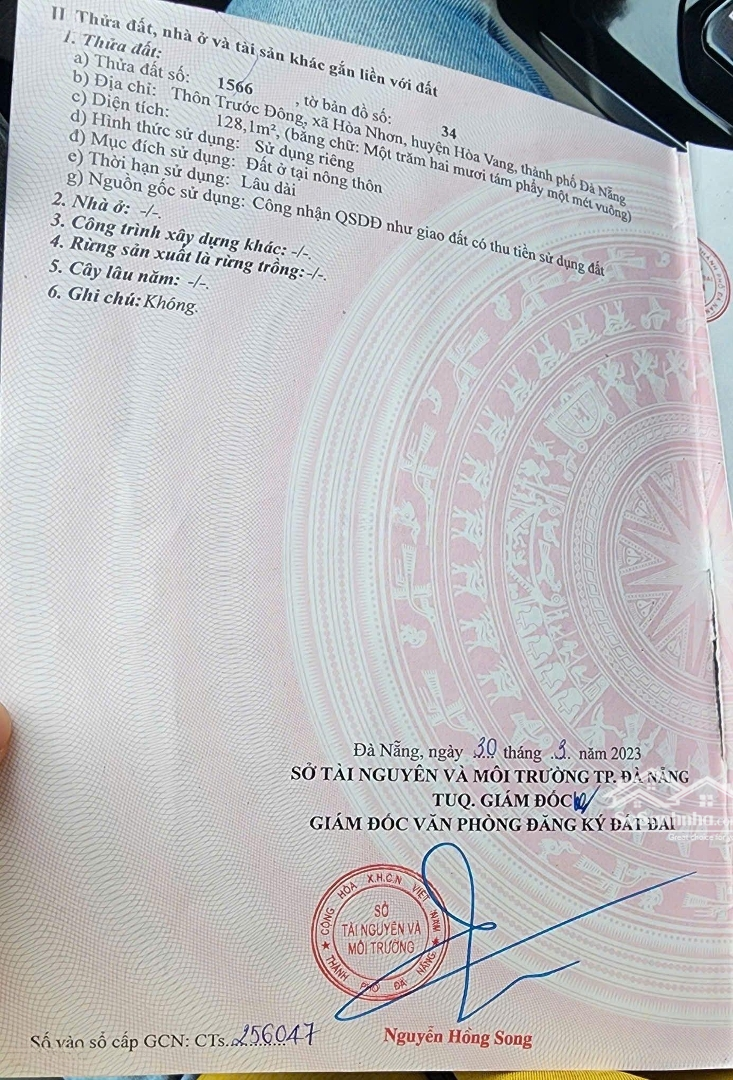 II Thửa đất, nhà ở và tài sản khác gắn liền với đất
1. Thửa đất:
a) Thửa đất số: 1566 , tờ bản đồ số: 34
b) Địa chỉ: Thôn Trước Đông, xã Hòa Nhơn, huyện Hòa Vang, thành phố Đà Nẵng
c) Diện tích: 128,1m², (bằng chữ: Một trăm hai mươi tám phẩy một mét vuông)
d) Hình thức sử dụng: Sử dụng riêng
đ) Mục đích sử dụng: Đất ở tại nông thôn
e) Thời hạn sử dụng: Lâu dài
g) Nguồn gốc sử dụng: Công nhận QSDĐ như giao đất có thu tiền sử dụng đất
2. Nhà ở: -/-.
3. Công trình xây dựng khác: -/-.
4. Rừng sản xuất là rừng trồng: -/-.
5. Cây lâu năm: -/-.
6. Ghi chú: Không.
Đà Nẵng, ngày 30 tháng 3 năm 2023
SỞ TÀI NGUYÊN VÀ MÔI TRƯỜNG TP. ĐÀ NẴNG
TUQ. GIÁM ĐỐC
GIÁM ĐỐC VĂN PHÒNG ĐĂNG KÝ ĐẤT ĐAI
CỘNG HÒA X.H.C.N VIỆT NAM
SỞ
TÀI NGUYÊN VÀ
MÔI TRƯỜNG
THÀNH PHỐ ĐÀ NẴNG
Số vào sổ cấp GCN: CTs..256047
Nguyễn Hồng Song